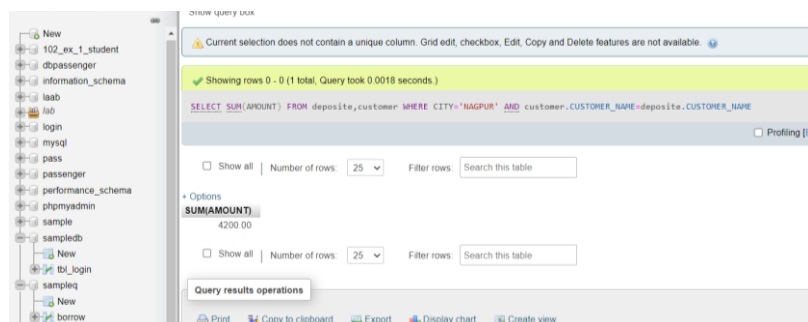 Show query box
New
102_ex_1_student
dbpassenger
information_schema
laab
lab
login
mysql
pass
passenger
performance_schema
phpmyadmin
sample
sampledb
New
tbl_login
sampleq
New
borrow
Current selection does not contain a unique column. Grid edit, checkbox, Edit, Copy and Delete features are not available.
Showing rows 0 - 0 (1 total, Query took 0.0018 seconds.)
SELECT SUM(AMOUNT) FROM deposite,customer WHERE CITY='NAGPUR' AND customer.CUSTOMER_NAME=deposite.CUSTOMER_NAME
Profiling [
Show all | Number of rows: 25 Filter rows: Search this table
+ Options
SUM(AMOUNT)
4200.00
Show all | Number of rows: 25 Filter rows: Search this table
Query results operations
Print Copy to clipboard Export Display chart Create view